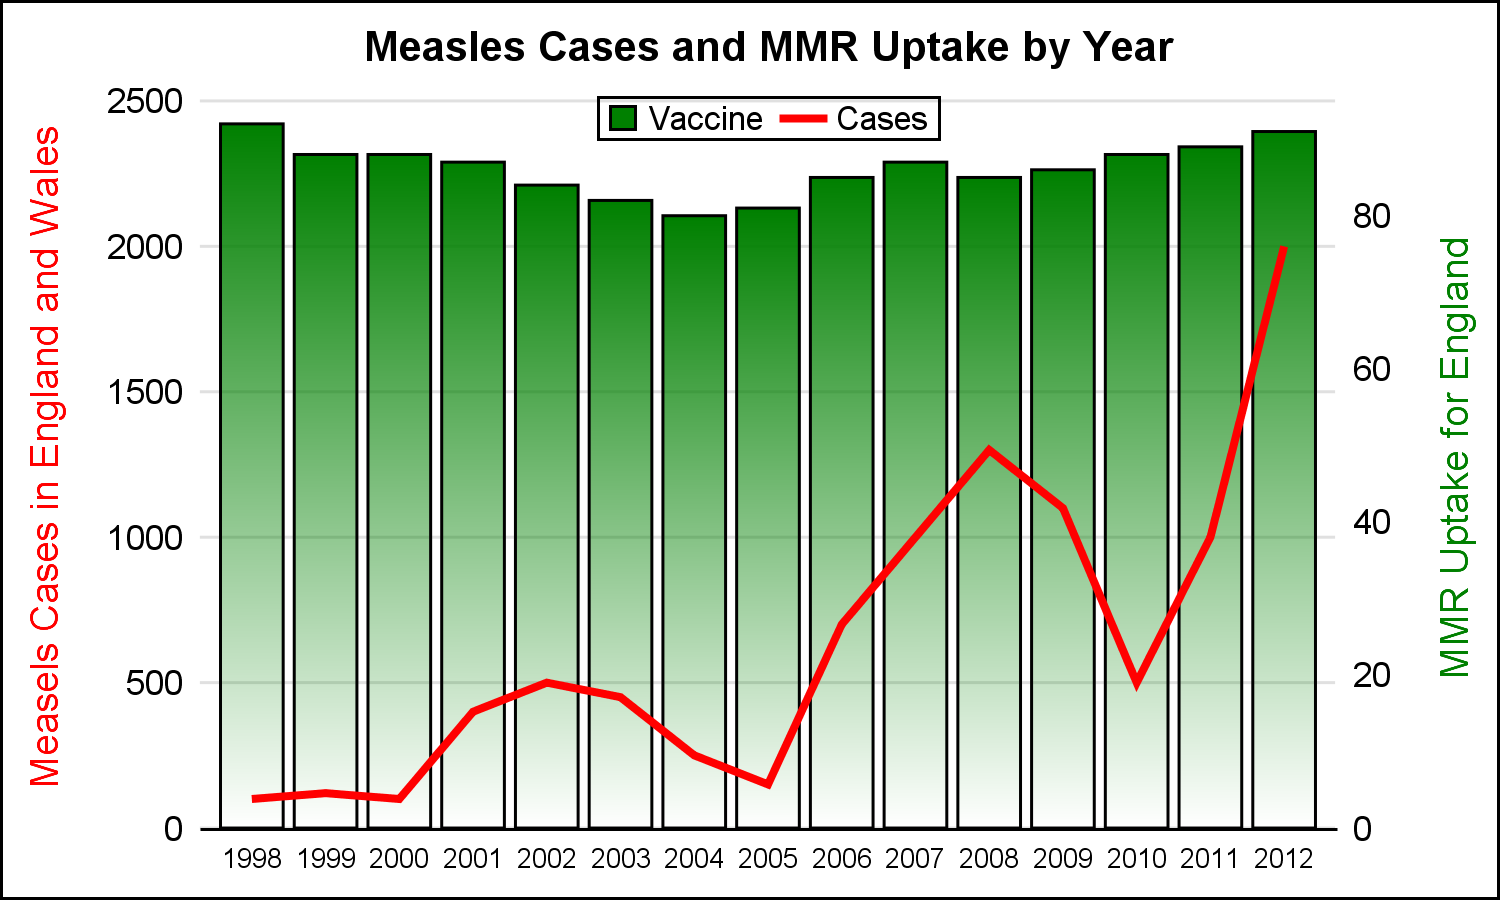 Measles Cases and MMR Uptake by Year
Vaccine Cases
Measels Cases in England and Wales
2500
2000
1500
1000
500
0
80
60
40
20
0
MMR Uptake for England
1998 1999 2000 2001 2002 2003 2004 2005 2006 2007 2008 2009 2010 2011 2012